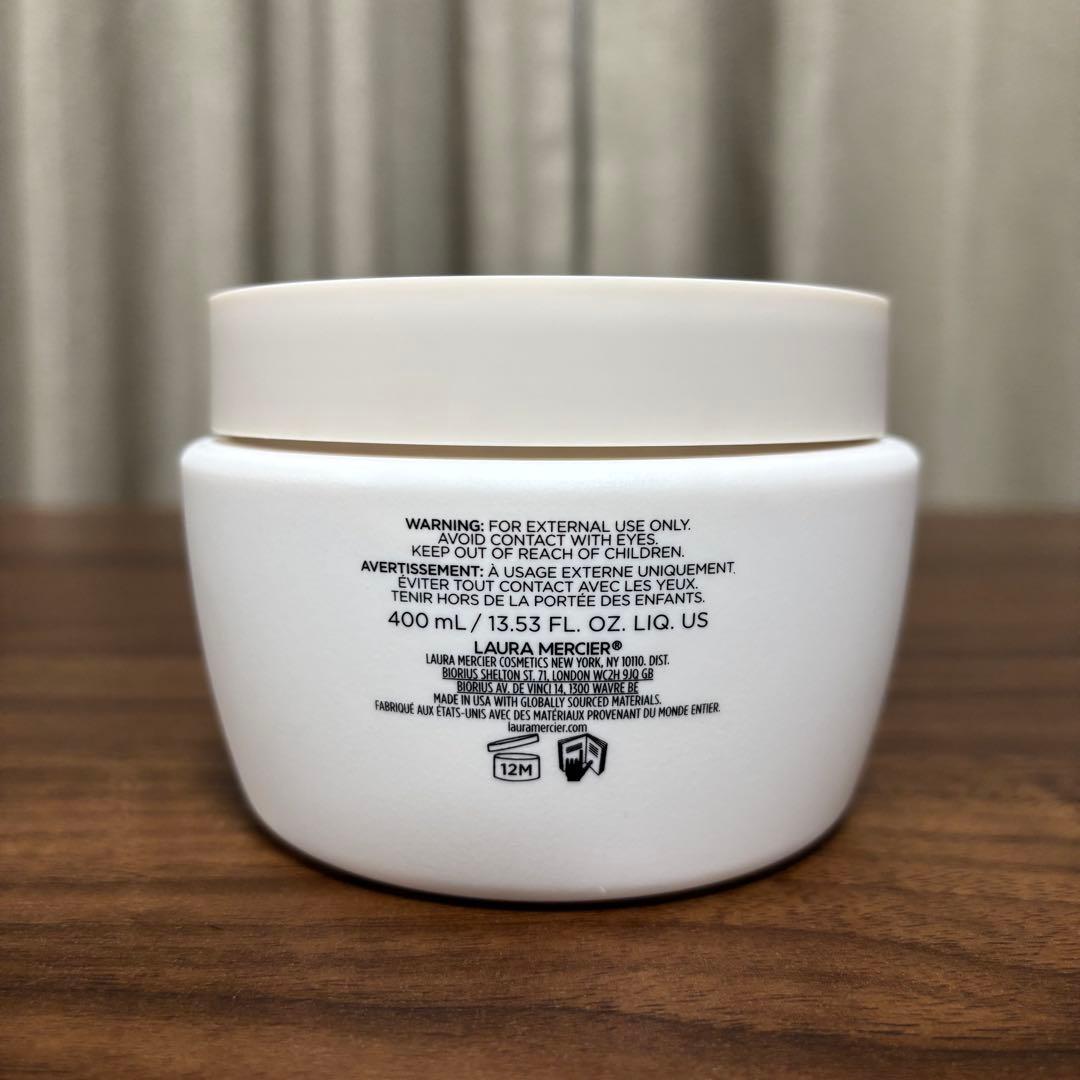 WARNING: FOR EXTERNAL USE ONLY.
AVOID CONTACT WITH EYES.
KEEP OUT OF REACH OF CHILDREN.
AVERTISSEMENT: À USAGE EXTERNE UNIQUEMENT.
ÉVITER TOUT CONTACT AVEC LES YEUX.
TENIR HORS DE LA PORTÉE DES ENFANTS.
400 mL / 13.53 FL. OZ. LIQ. US
LAURA MERCIER®
LAURA MERCIER COSMETICS NEW YORK, NY 10110. DIST.
BIORIUS SHELTON ST. 71, LONDON WC2H 9JQ GB
BIORIUS AV. DE VINCI 14, 1300 WAVRE BE
MADE IN USA WITH GLOBALLY SOURCED MATERIALS.
FABRIQUÉ AUX ÉTATS-UNIS AVEC DES MATÉRIAUX PROVENANT DU MONDE ENTIER.
lauramercier.com
12M